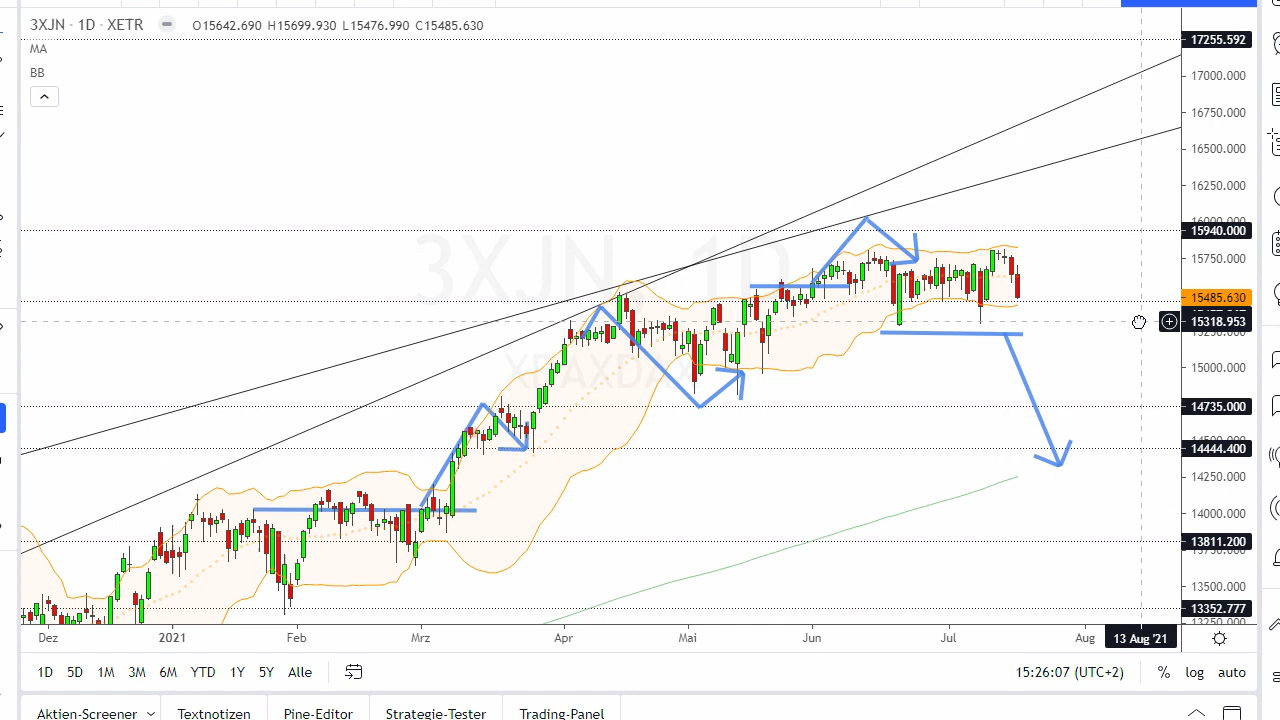 3XJN · 1D · XETR O15642.690 H15699.930 L15476.990 C15485.630
MA
BB
3XJN · 1D
17255.592
17000.000
16750.000
16500.000
16250.000
16000.000
15940.000
15750.000
15485.630
15318.953
15000.000
14735.000
14444.400
14250.000
14000.000
13811.200
13500.000
13352.777
Dez 2021 Feb Mrz Apr Mai Jun Jul Aug 13 Aug '21
1D 5D 1M 3M 6M YTD 1Y 5Y Alle 15:26:07 (UTC+2) % log auto
Aktien-Screener Textnotizen Pine-Editor Strategie-Tester Trading-Panel